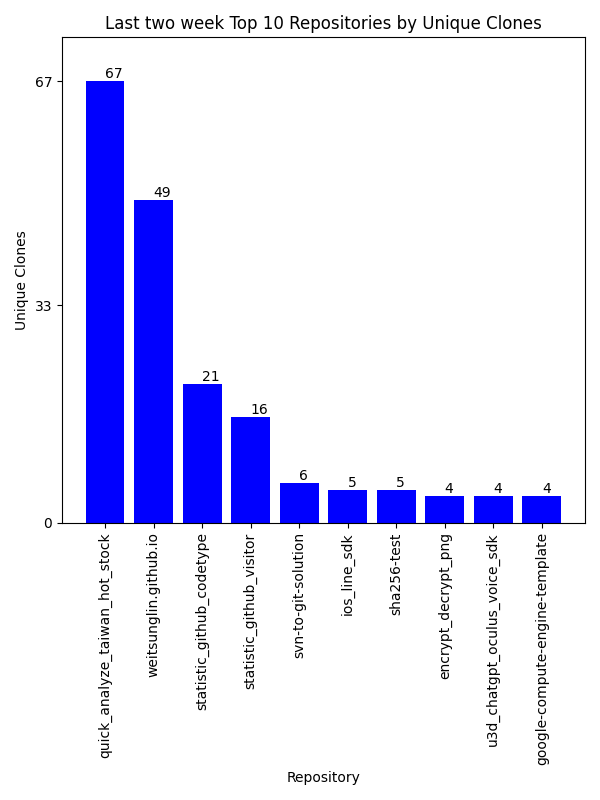 Last two week Top 10 Repositories by Unique Clones
67
49
21
16
6
5
5
4
4
4
67
33
0
Unique Clones
quick_analyze_taiwan_hot_stock
weitsunglin.github.io
statistic_github_codetype
statistic_github_visitor
svn-to-git-solution
ios_line_sdk
sha256-test
encrypt_decrypt_png
u3d_chatgpt_oculus_voice_sdk
google-compute-engine-template
Repository